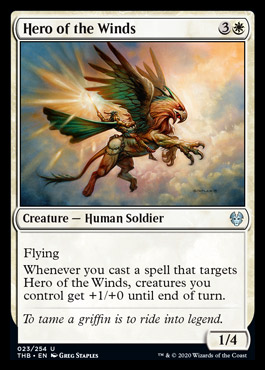 Hero of the Winds 3
Creature — Human Soldier
Flying
Whenever you cast a spell that targets
Hero of the Winds, creatures you
control get +1/+0 until end of turn.
To tame a griffin is to ride into legend.
1/4
023/254 U
THB • EN Greg Staples
™ & © 2020 Wizards of the Coast